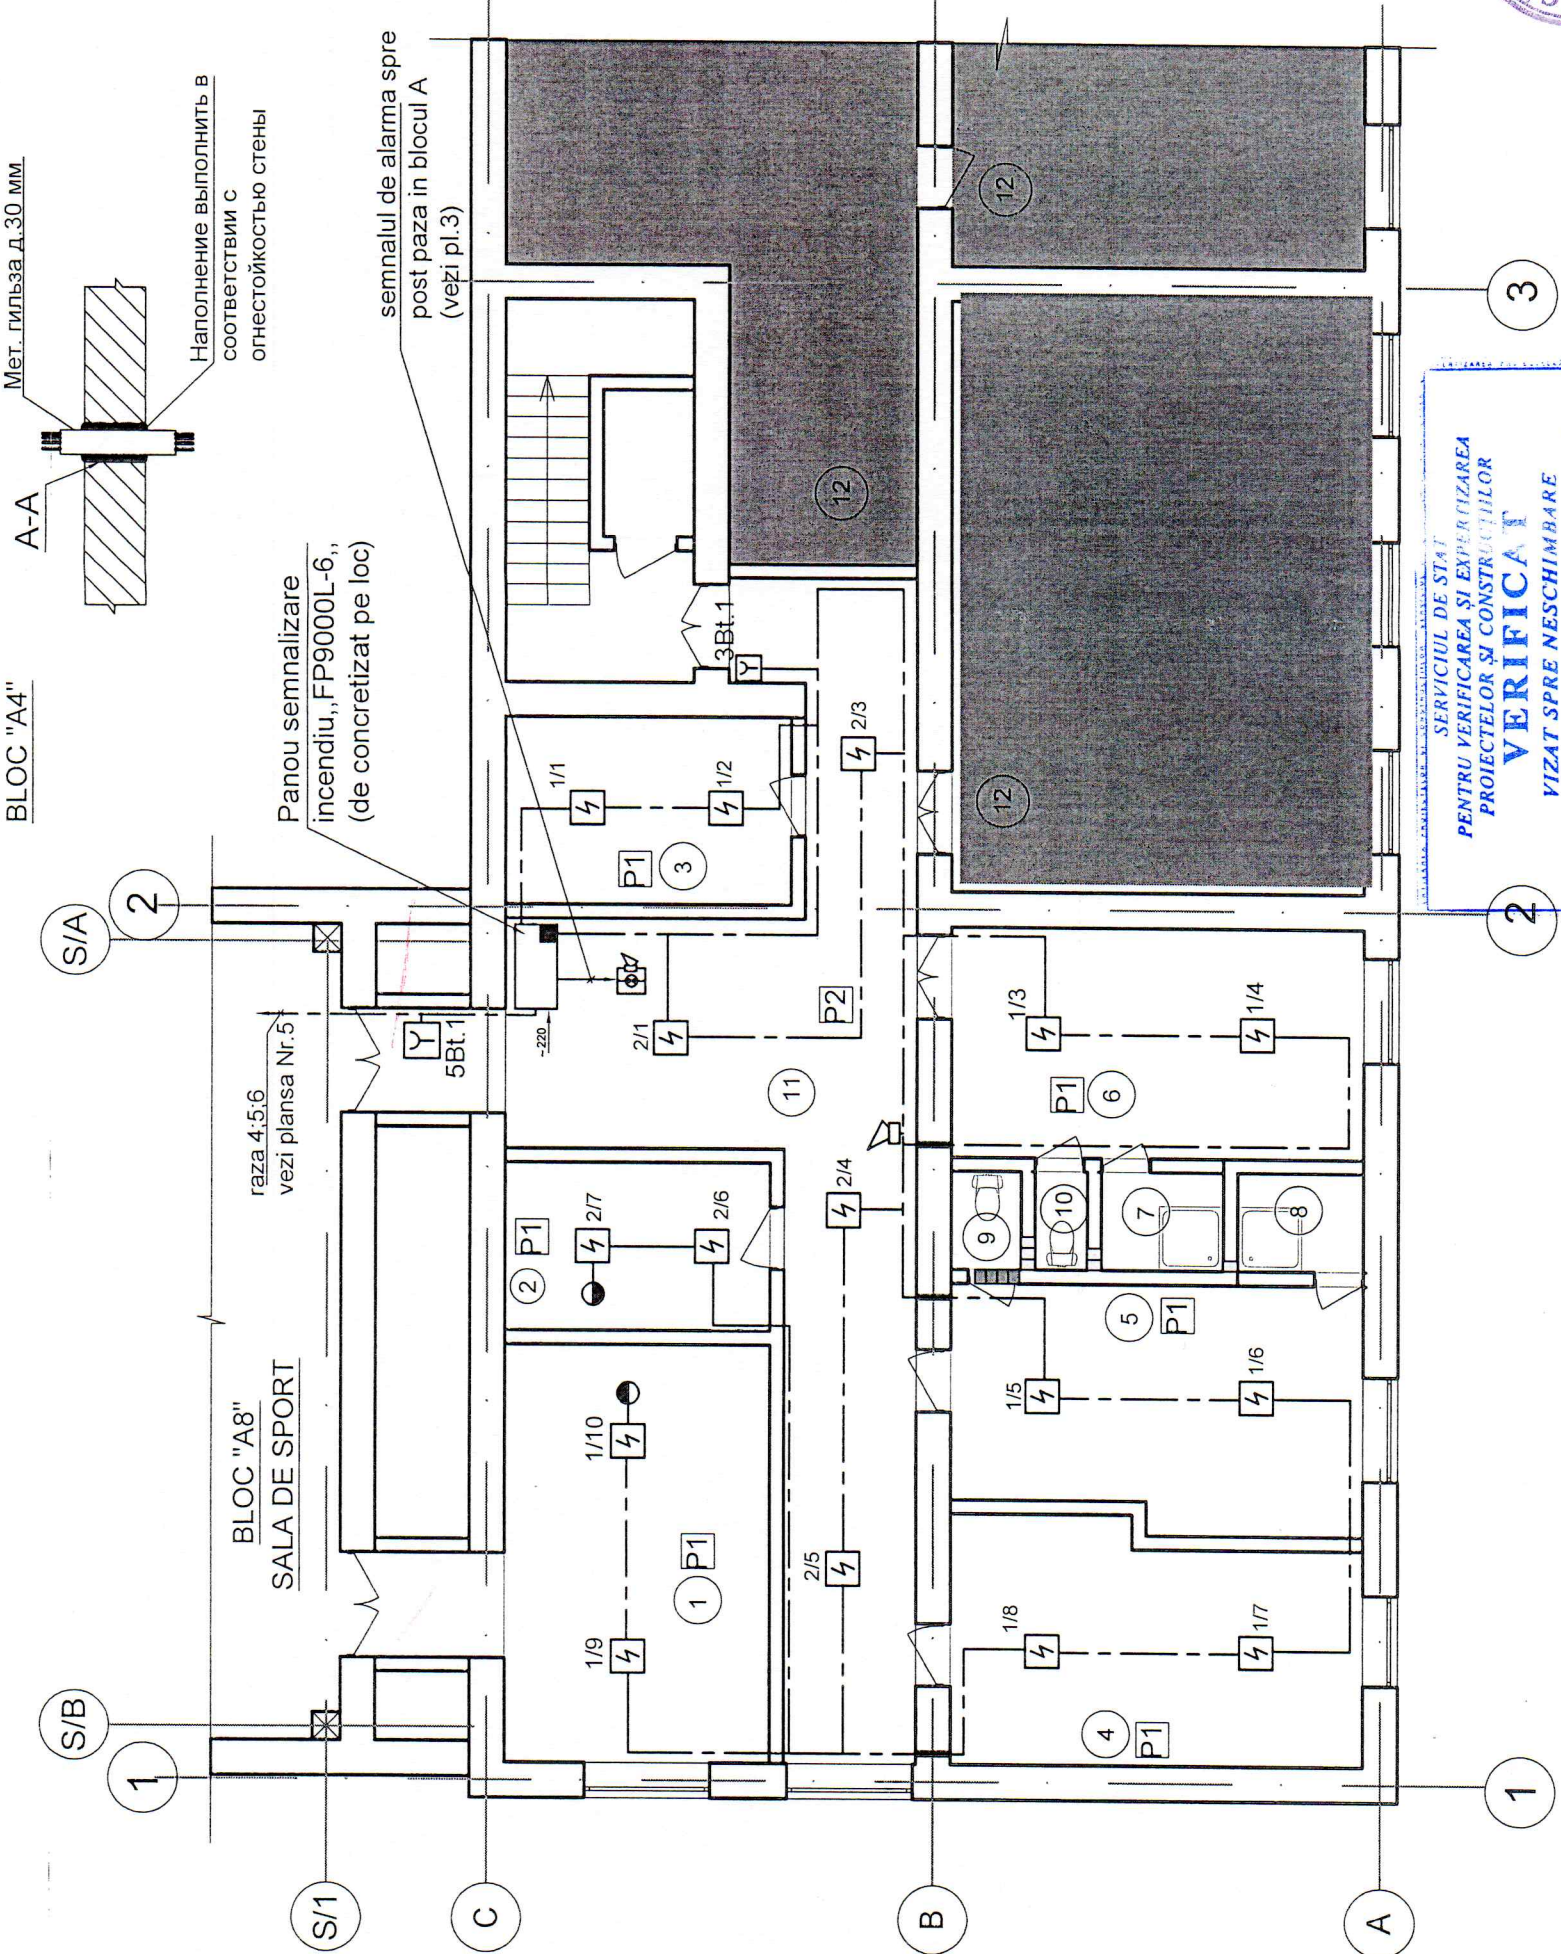 BLOC "A4"
A-A
Мет. гильза д.30 мм
Наполнение выполнить в
соответствии с
огнестойкостью стены
semnalul de alarma spre
post paza in blocul A
(vezi pl.3)
Panou semnalizare
incendiu,,FP9000L-6,,
(de concretizat pe loc)
BLOC "A8"
SALA DE SPORT
raza 4;5;6
vezi plansa Nr.5
S/B
S/A
1
2
S/1
C
B
A
1
2
3
5Bt.1
Y
~220
3Bt.1
Y
1/1
1/2
P1
3
2/1
2/3
P2
11
2/7
2/6
P1
2
1/10
1/9
P1
1
2/4
2/5
1/3
1/4
P1
6
9
10
7
8
5
P1
1/5
1/6
1/8
1/7
4
P1
12
12
12
SERVICIUL DE STAT
PENTRU VERIFICAREA ȘI EXPERTIZAREA
PROIECTELOR ȘI CONSTRUCȚIILOR
VERIFICAT
VIZAT SPRE NESCHIMBARE